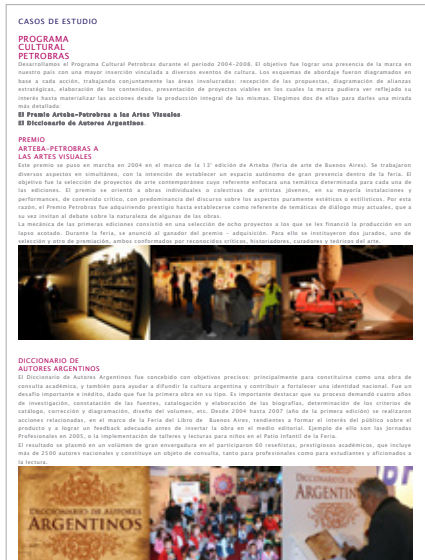 CASOS DE ESTUDIO
PROGRAMA
CULTURAL
PETROBRAS
Desarrollamos el Programa Cultural Petrobras durante el período 2004-2008. El objetivo fue lograr una presencia de la marca en
nuestro país con una mayor inserción vinculada a diversos eventos de cultura. Los esquemas de abordaje fueron diagramados en
base a cada acción, trabajando conjuntamente las áreas involucradas: recepción de las propuestas, diagramación de alianzas
estratégicas, elaboración de los contenidos, presentación de proyectos viables en los cuales la marca pudiera ver reflejado su
interés hasta materializar las acciones desde la producción integral de las mismas. Elegimos dos de ellas para darles una mirada
más detallada:
El Premio Arteba-Petrobras a las Artes Visuales.
El Diccionario de Autores Argentinos.
PREMIO
ARTEBA-PETROBRAS A
LAS ARTES VISUALES
Este premio se puso en marcha en 2004 en el marco de la 13° edición de Arteba (feria de arte de Buenos Aires). Se trabajaron
diversos aspectos en simultáneo, con la intención de establecer un espacio autónomo de gran presencia dentro de la feria. El
objetivo fue la selección de proyectos de arte contemporáneo cuyo referente enfocara una temática determinada para cada una de
las ediciones. El premio se orientó a obras individuales o colectivas de artistas jóvenes, en su mayoría instalaciones y
performances, de contenido crítico, con predominancia del discurso sobre los aspectos puramente estéticos o estilísticos. Por esta
razón, el Premio Petrobras fue adquiriendo prestigio hasta establecerse como referente de temáticas de diálogo muy actuales, que a
su vez invitan al debate sobre la naturaleza de algunas de las obras.
La mecánica de las primeras ediciones consistió en una selección de ocho proyectos a los que se les financió la producción en un
lapso acotado. Durante la feria, se anunció al ganador del premio - adquisición. Para ello se instituyeron dos jurados, uno de
selección y otro de premiación, ambos conformados por reconocidos críticos, historiadores, curadores y teóricos del arte.
DICCIONARIO DE
AUTORES ARGENTINOS
El Diccionario de Autores Argentinos fue concebido con objetivos precisos: principalmente para constituirse como una obra de
consulta académica, y también para ayudar a difundir la cultura argentina y contribuir a fortalecer una identidad nacional. Fue un
desafío importante e inédito, dado que fue la primera obra en su tipo. Es importante destacar que su proceso demandó cuatro años
de investigación, constatación de las fuentes, catalogación y elaboración de las biografías, determinación de los criterios de
catálogo, corrección y diagramación, diseño del volumen, etc. Desde 2004 hasta 2007 (año de la primera edición) se realizaron
acciones relacionadas, en el marco de la Feria del Libro de Buenos Aires, tendientes a formar el interés del público sobre el
producto y a lograr un feedback adecuado antes de insertar la obra en el medio editorial. Ejemplo de ello son las Jornadas
Profesionales en 2005, o la implementación de talleres y lecturas para niños en el Patio Infantil de la Feria.
El resultado se plasmó en un volúmen de gran envergadura en el participaron 60 reseñistas, prestigiosos académicos, que incluye
más de 2500 autores nacionales y constituye un objeto de consulta, tanto para profesionales como para estudiantes y aficionados a
la lectura.
DICCIONARIO DE AUTORES
ARGENTINOS